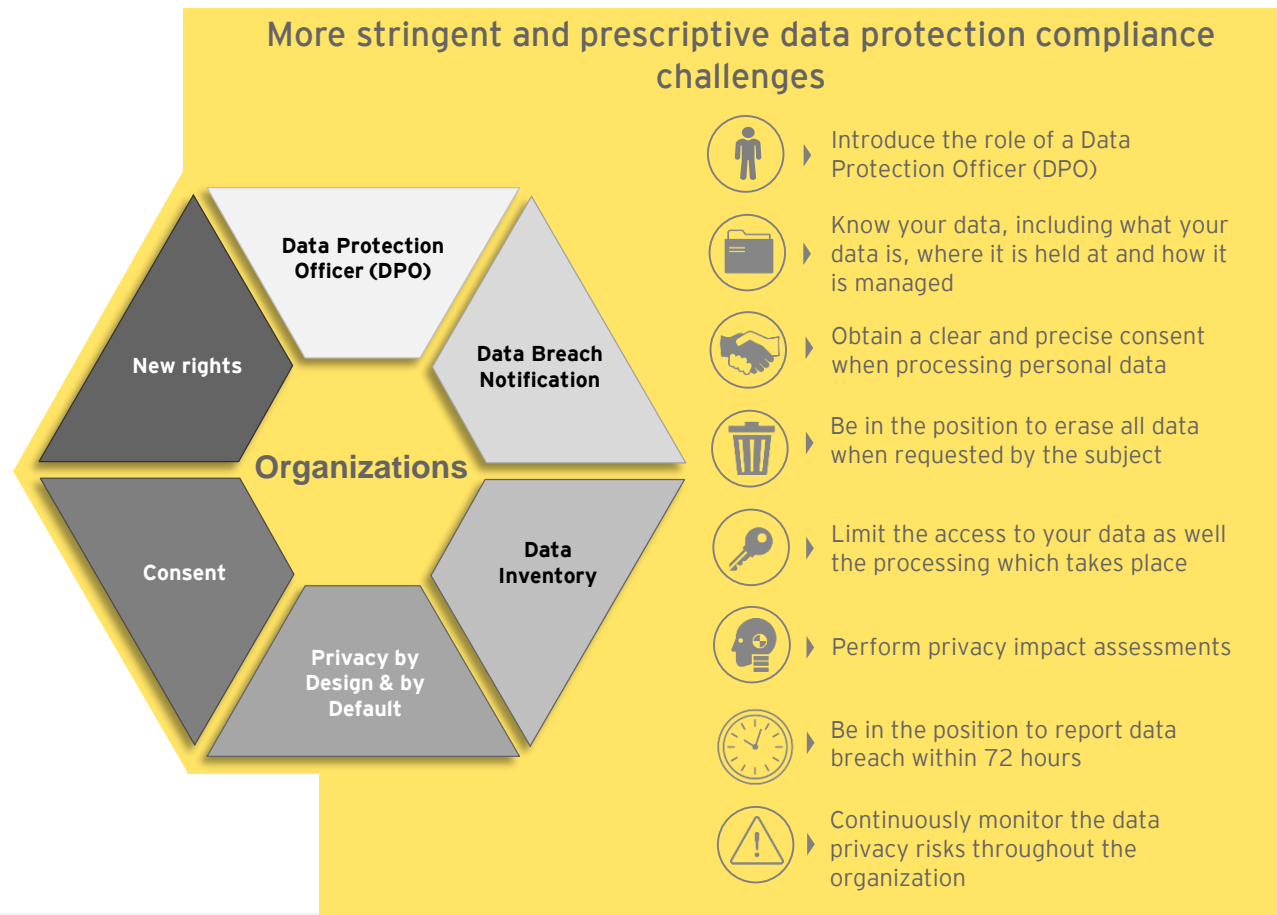 More stringent and prescriptive data protection compliance
challenges
Data Protection
Officer (DPO)
Data Breach
Notification
New rights
Organizations
Data
Inventory
Consent
Privacy by
Design & by
Default
Introduce the role of a Data
Protection Officer (DPO)
Know your data, including what your
data is, where it is held at and how it
is managed
Obtain a clear and precise consent
when processing personal data
Be in the position to erase all data
when requested by the subject
Limit the access to your data as well
the processing which takes place
Perform privacy impact assessments
Be in the position to report data
breach within 72 hours
Continuously monitor the data
privacy risks throughout the
organization